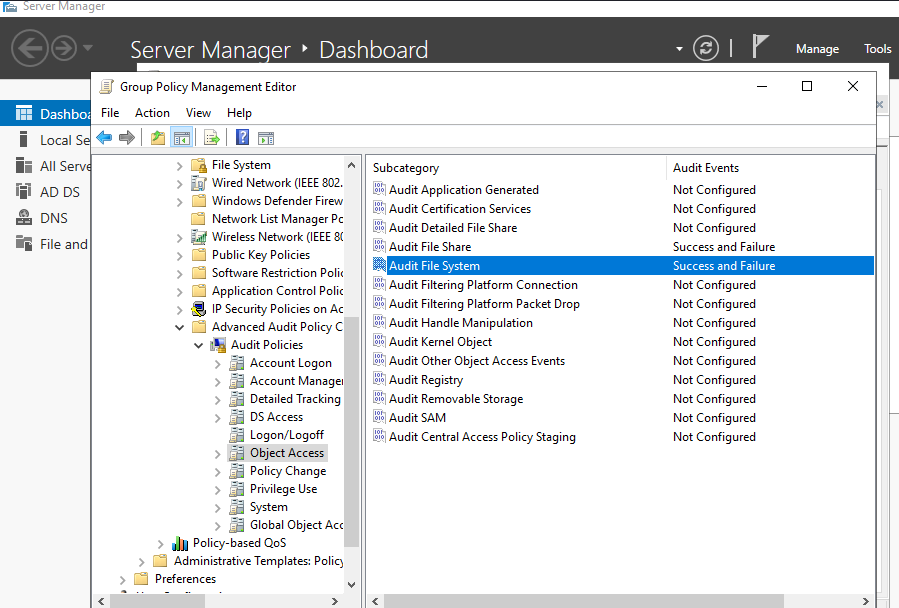 Server Manager
Server Manager • Dashboard
Manage
Tools
Group Policy Management Editor
File Action View Help
Dashboa
Local Se
All Serve
AD DS
DNS
File and
File System
Wired Network (IEEE 802.
Windows Defender Firew
Network List Manager Po
Wireless Network (IEEE 80
Public Key Policies
Software Restriction Polic
Application Control Polic
IP Security Policies on Ac
Advanced Audit Policy C
Audit Policies
Account Logon
Account Manager
Detailed Tracking
DS Access
Logon/Logoff
Object Access
Policy Change
Privilege Use
System
Global Object Acc
Policy-based QoS
Administrative Templates: Policy
Preferences
Subcategory Audit Events
Audit Application Generated Not Configured
Audit Certification Services Not Configured
Audit Detailed File Share Not Configured
Audit File Share Success and Failure
Audit File System Success and Failure
Audit Filtering Platform Connection Not Configured
Audit Filtering Platform Packet Drop Not Configured
Audit Handle Manipulation Not Configured
Audit Kernel Object Not Configured
Audit Other Object Access Events Not Configured
Audit Registry Not Configured
Audit Removable Storage Not Configured
Audit SAM Not Configured
Audit Central Access Policy Staging Not Configured